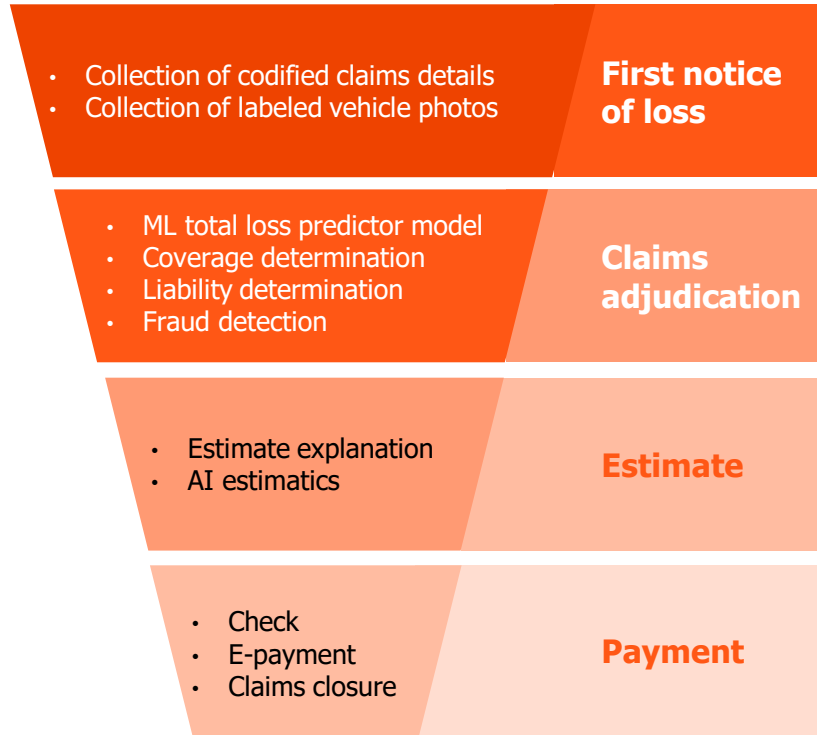 • Collection of codified claims details
• Collection of labeled vehicle photos
First notice
of loss
• ML total loss predictor model
• Coverage determination
• Liability determination
• Fraud detection
Claims
adjudication
• Estimate explanation
• AI estimatics
Estimate
• Check
• E-payment
• Claims closure
Payment